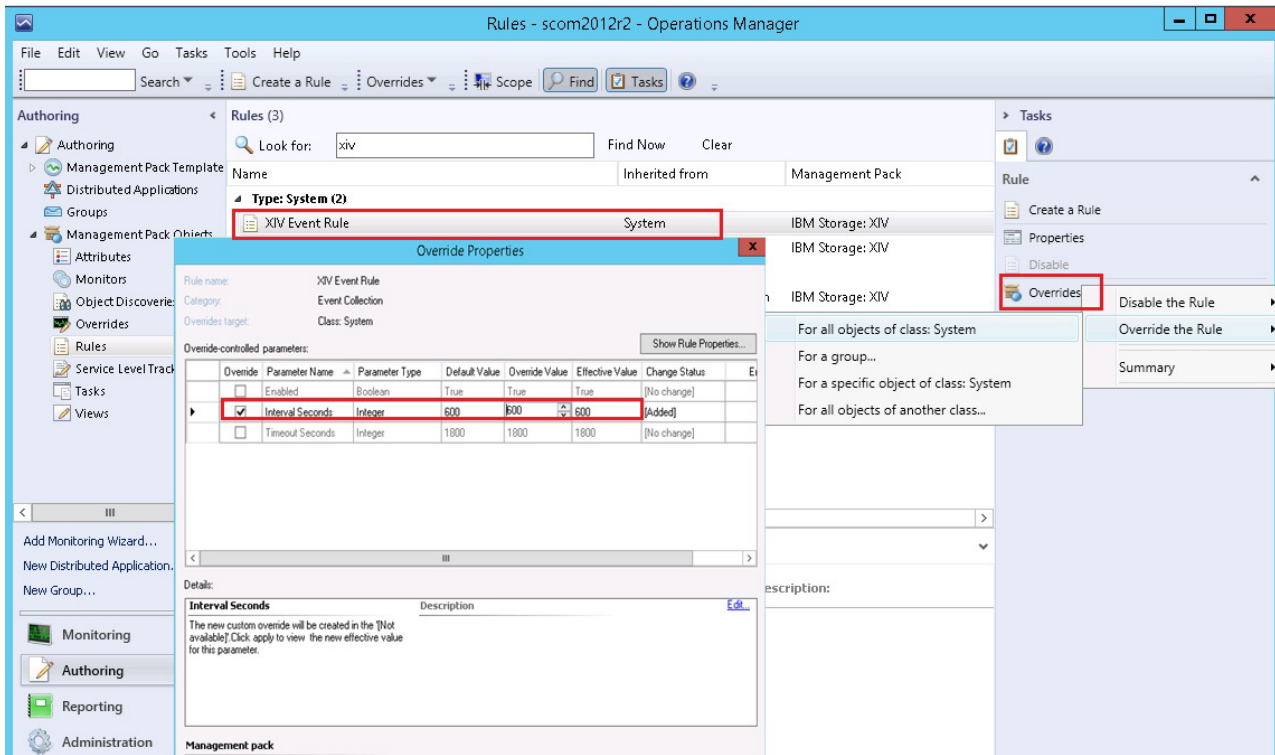 Rules - scom2012r2 - Operations Manager
File Edit View Go Tasks Tools Help
Search Create a Rule Overrides Scope Find Tasks
Authoring
Authoring
Management Pack Template
Distributed Applications
Groups
Management Pack Objects
Attributes
Monitors
Object Discoverie
Overrides
Rules
Service Level Track
Tasks
Views
Add Monitoring Wizard...
New Distributed Application.
New Group...
Monitoring
Authoring
Reporting
Administration
Rules (3)
Look for: xiv Find Now Clear
Name Inherited from Management Pack
Type: System (2)
XIV Event Rule System IBM Storage: XIV
IBM Storage: XIV
IBM Storage: XIV
Override Properties
Rule name: XIV Event Rule
Category: Event Collection
Overrides target: Class: System
Override-controlled parameters: Show Rule Properties...
Override Parameter Name Parameter Type Default Value Override Value Effective Value Change Status
Enabled Boolean True True True [No change]
Interval Seconds Integer 600 600 600 [Added]
Timeout Seconds Integer 1800 1800 1800 [No change]
Details:
Interval Seconds Description Edit...
The new custom override will be created in the '[Not
available]'.Click apply to view the new effective value
for this parameter.
Management pack
escription:
Tasks
Rule
Create a Rule
Properties
Disable
Overrides
Disable the Rule
Override the Rule
Summary
For all objects of class: System
For a group...
For a specific object of class: System
For all objects of another class...